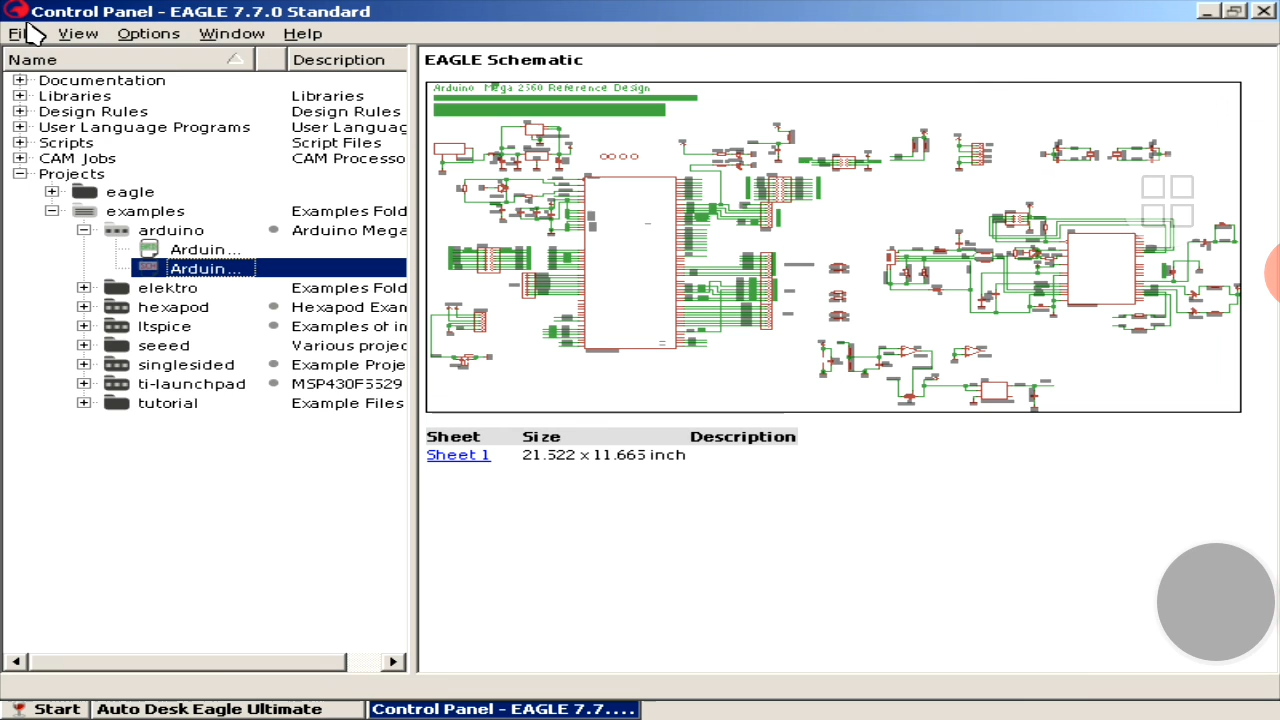 Control Panel - EAGLE 7.7.0 Standard
View Options Window Help
Name Description
Documentation
Libraries Libraries
Design Rules Design Rules
User Language Programs User Languag
Scripts Script Files
CAM Jobs CAM Processo
Projects
eagle
examples Examples Fold
arduino Arduino Mega
Arduin...
Arduin...
elektro Examples Fold
hexapod Hexapod Exan
ltspice Examples of in
seeed Various projec
singlesided Example Proje
ti-launchpad MSP430F5529
tutorial Example Files
EAGLE Schematic
Arduino Mega 2560 Reference Design
Sheet Size Description
Sheet 1 21.522 x 11.665 inch
Start Auto Desk Eagle Ultimate Control Panel - EAGLE 7.7....